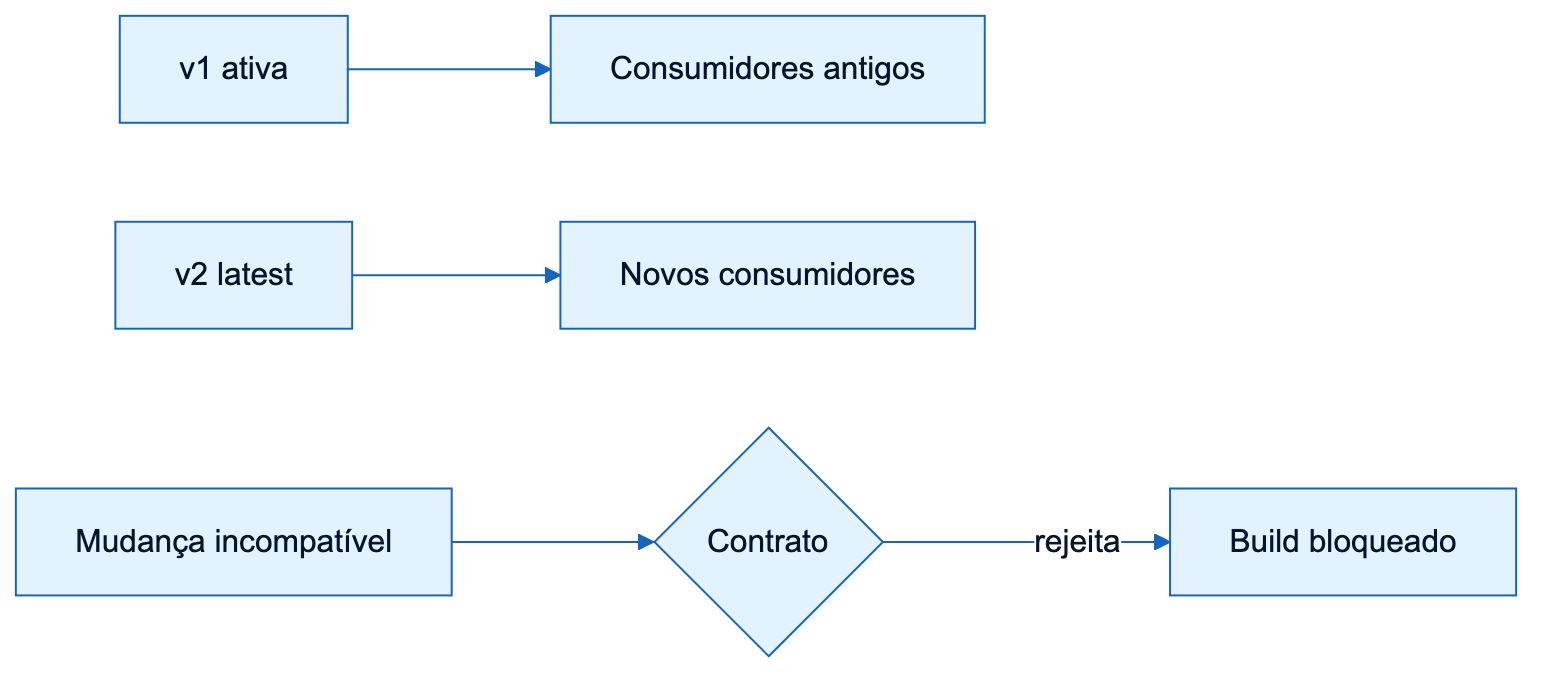 v1 ativa
Consumidores antigos
v2 latest
Novos consumidores
Mudança incompatível
Contrato
rejeita
Build bloqueado